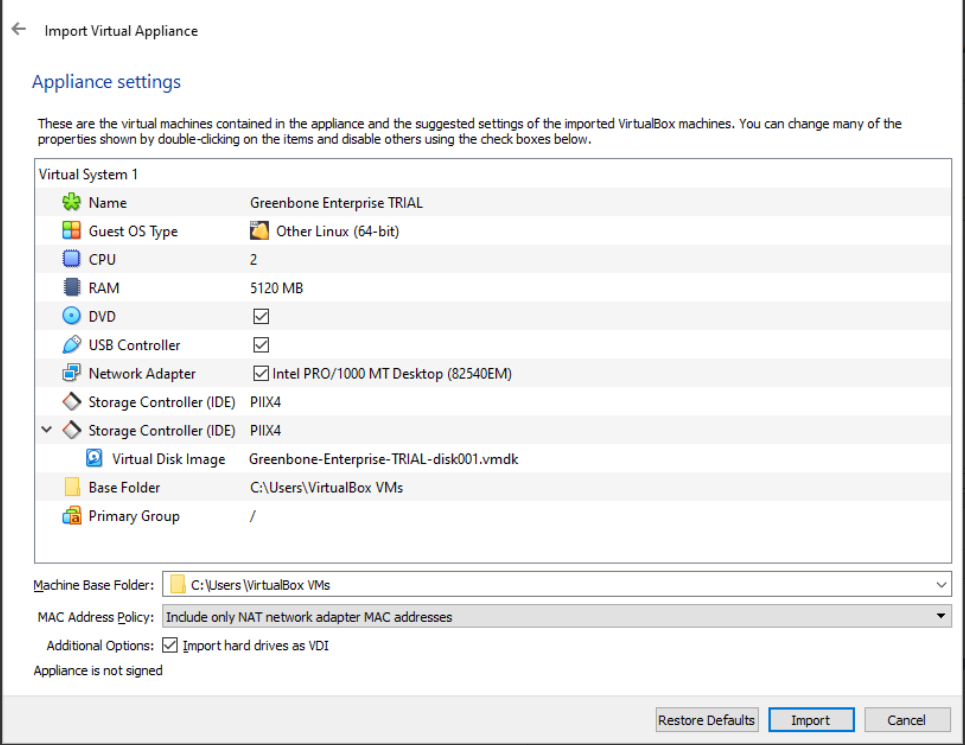 Import Virtual Appliance
Appliance settings
These are the virtual machines contained in the appliance and the suggested settings of the imported VirtualBox machines. You can change many of the
properties shown by double-clicking on the items and disable others using the check boxes below.
Virtual System 1
Name Greenbone Enterprise TRIAL
Guest OS Type Other Linux (64-bit)
CPU 2
RAM 5120 MB
DVD
USB Controller
Network Adapter Intel PRO/1000 MT Desktop (82540EM)
Storage Controller (IDE) PIIX4
Storage Controller (IDE) PIIX4
Virtual Disk Image Greenbone-Enterprise-TRIAL-disk001.vmdk
Base Folder C:\Users\VirtualBox VMs
Primary Group /
Machine Base Folder: C:\Users \VirtualBox VMs
MAC Address Policy: Include only NAT network adapter MAC addresses
Additional Options: Import hard drives as VDI
Appliance is not signed
Restore Defaults Import Cancel